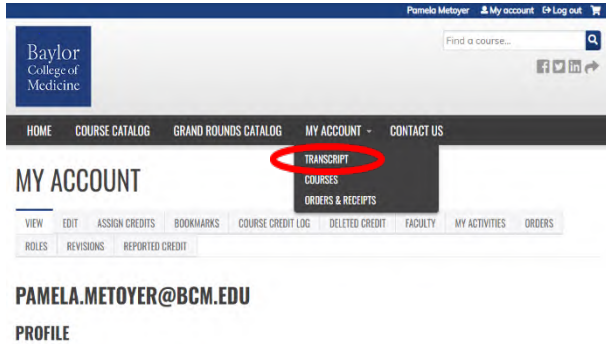 Pamela Metoyer My account Log out
Find a course...
Baylor
College of
Medicine
HOME COURSE CATALOG GRAND ROUNDS CATALOG MY ACCOUNT CONTACT US
TRANSCRIPT
COURSES
ORDERS & RECEIPTS
MY ACCOUNT
VIEW EDIT ASSIGN CREDITS BOOKMARKS COURSE CREDIT LOG DELETED CREDIT FACULTY MY ACTIVITIES ORDERS
ROLES REVISIONS REPORTED CREDIT
PAMELA.METOYER@BCM.EDU
PROFILE